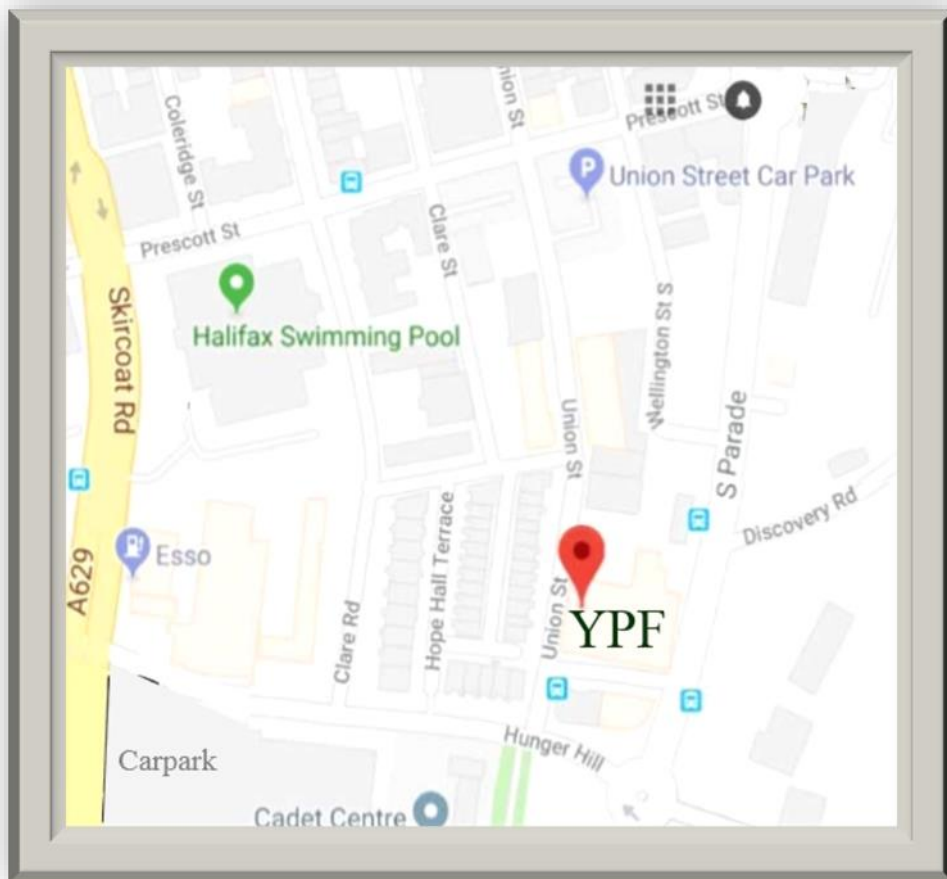 Coleridge St
nion St
Prescott St
P
Union Street Car Park
Prescott St
Clare St
Halifax Swimming Pool
Skircoat Rd
Wellington St S
Union St
S Parade
Discovery Rd
Esso
A629
Hope Hall Terrace
Clare Rd
Union St
YPF
Hunger Hill
Carpark
Cadet Centre